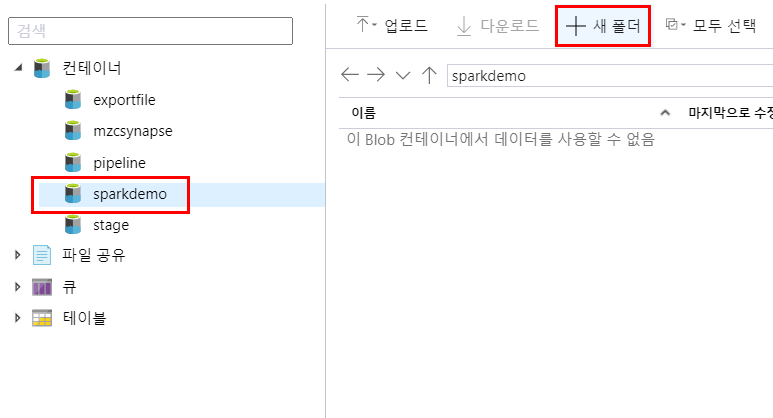 검색
컨테이너
exportfile
mzcsynapse
pipeline
sparkdemo
stage
파일 공유
큐
테이블
업로드 다운로드 새 폴더 모두 선택
sparkdemo
이름 마지막으로 수정
이 Blob 컨테이너에서 데이터를 사용할 수 없음